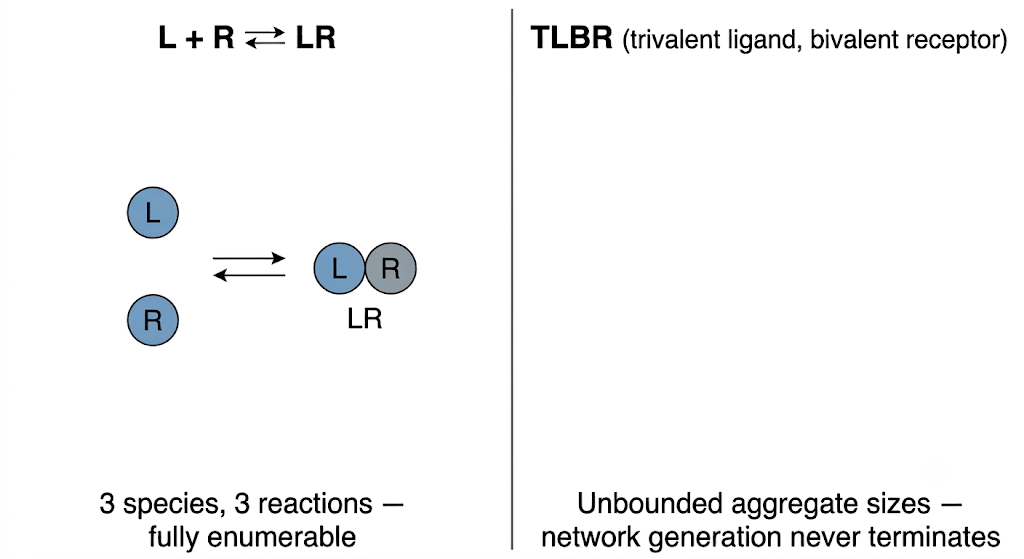 L + R ⇌ LR
L
R
L R
LR
3 species, 3 reactions —
fully enumerable
TLBR (trivalent ligand, bivalent receptor)
Unbounded aggregate sizes —
network generation never terminates